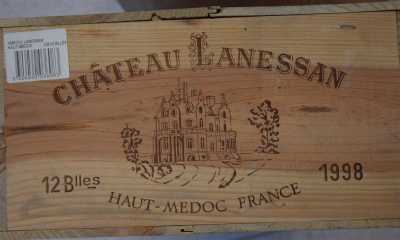 CHÂTEAU LANESSAN
12 Blles
1998
HAUT-MEDOC, FRANCE